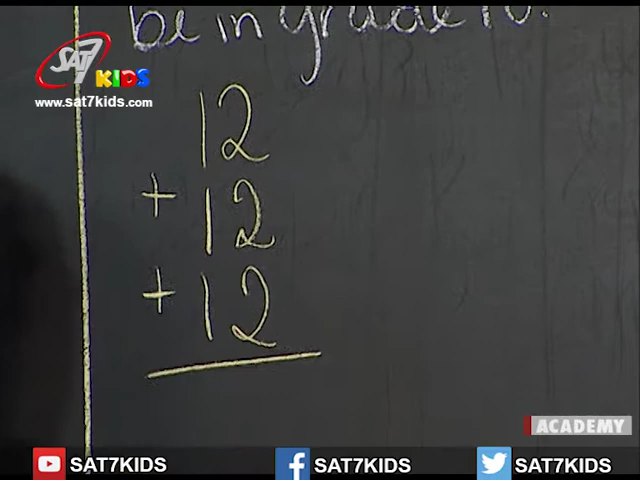 be in grade 10.
SAT7 KIDS
www.sat7kids.com
12
+ 12
+ 12
ACADEMY
SAT7KIDS
SAT7KIDS
SAT7KIDS